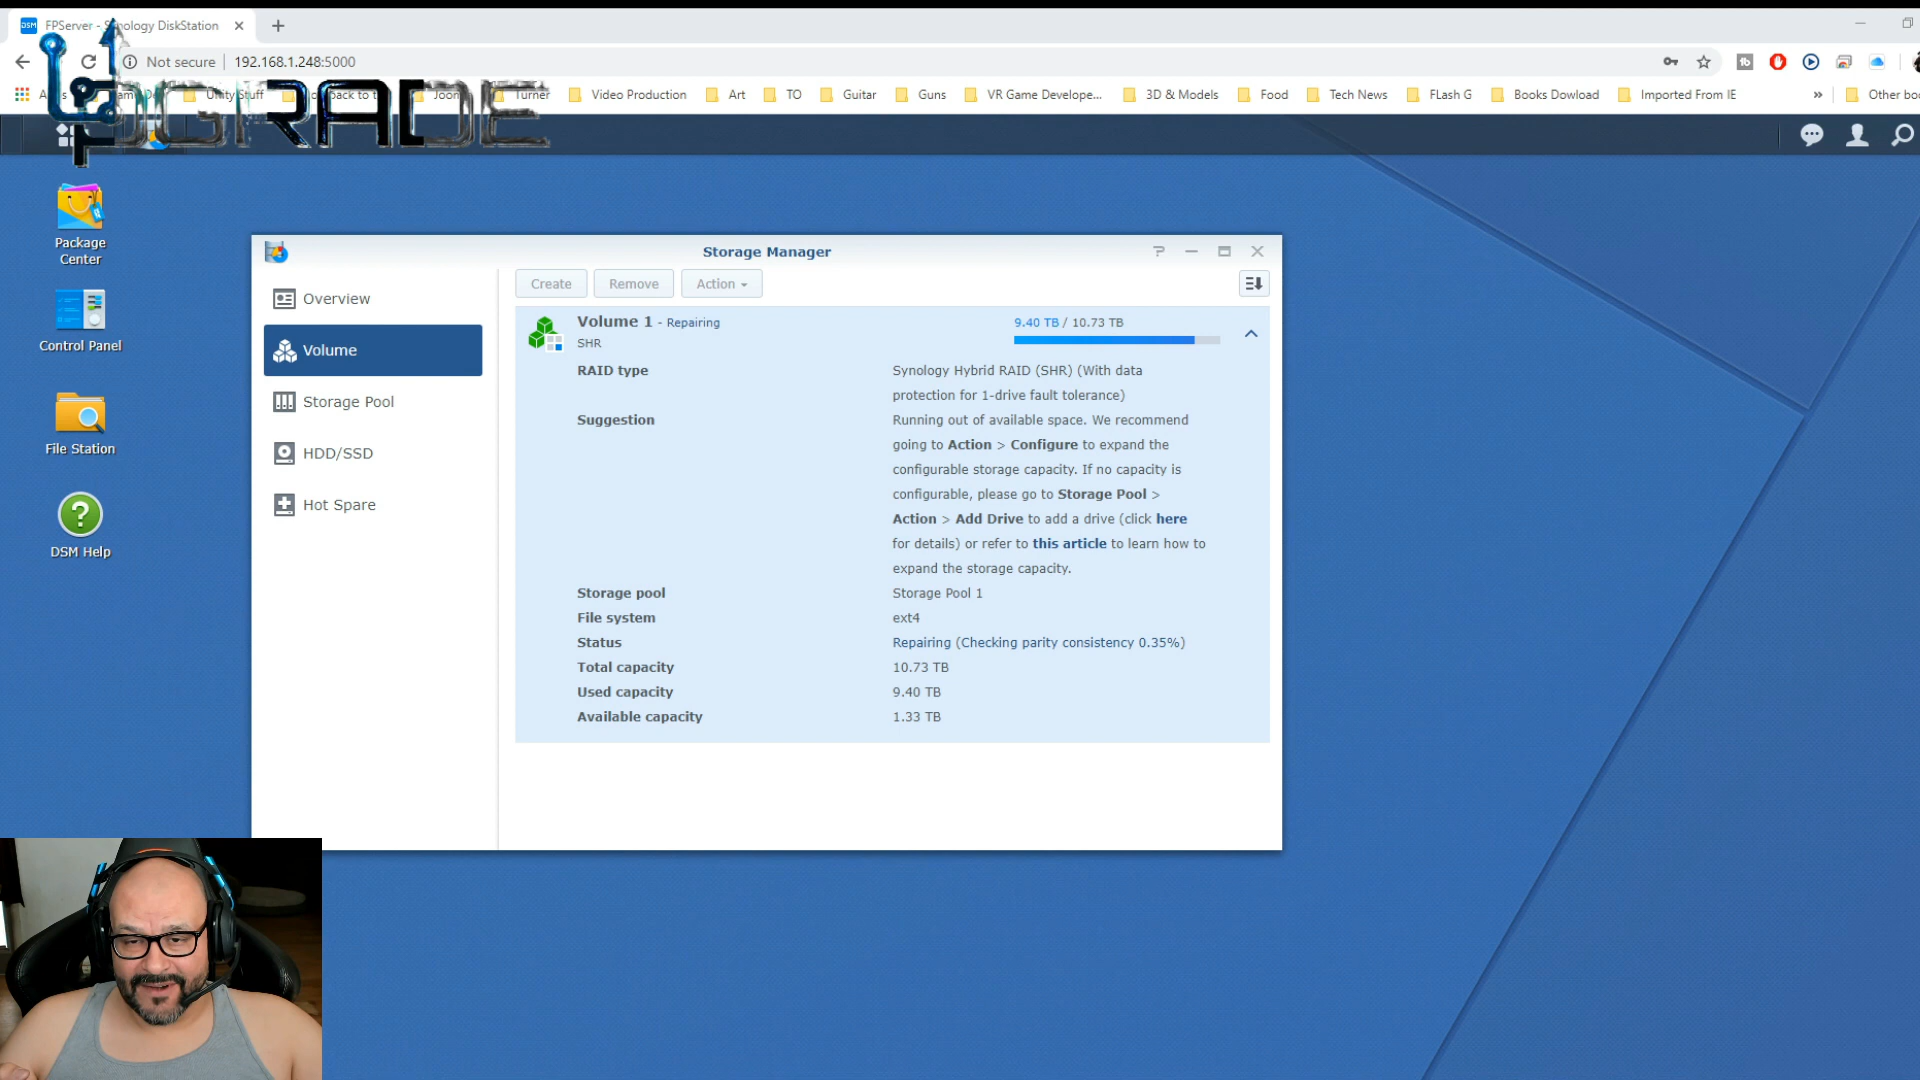 FPServer - Synology DiskStation
Not secure
192.168.1.248:5000
Unity Stuff
Turner
Video Production
Art
TO
Guitar
Guns
VR Game Develope...
3D & Models
Food
Tech News
FLash G
Books Dowload
Imported From IE
»
Other boo
UPGRADE
Package
Center
Control Panel
File Station
DSM Help
Storage Manager
Overview
Volume
Storage Pool
HDD/SSD
Hot Spare
Create
Remove
Action
Volume 1 - Repairing
SHR
9.40 TB / 10.73 TB
RAID type
Synology Hybrid RAID (SHR) (With data
protection for 1-drive fault tolerance)
Suggestion
Running out of available space. We recommend
going to Action > Configure to expand the
configurable storage capacity. If no capacity is
configurable, please go to Storage Pool >
Action > Add Drive to add a drive (click here
for details) or refer to this article to learn how to
expand the storage capacity.
Storage pool
Storage Pool 1
File system
ext4
Status
Repairing (Checking parity consistency 0.35%)
Total capacity
10.73 TB
Used capacity
9.40 TB
Available capacity
1.33 TB